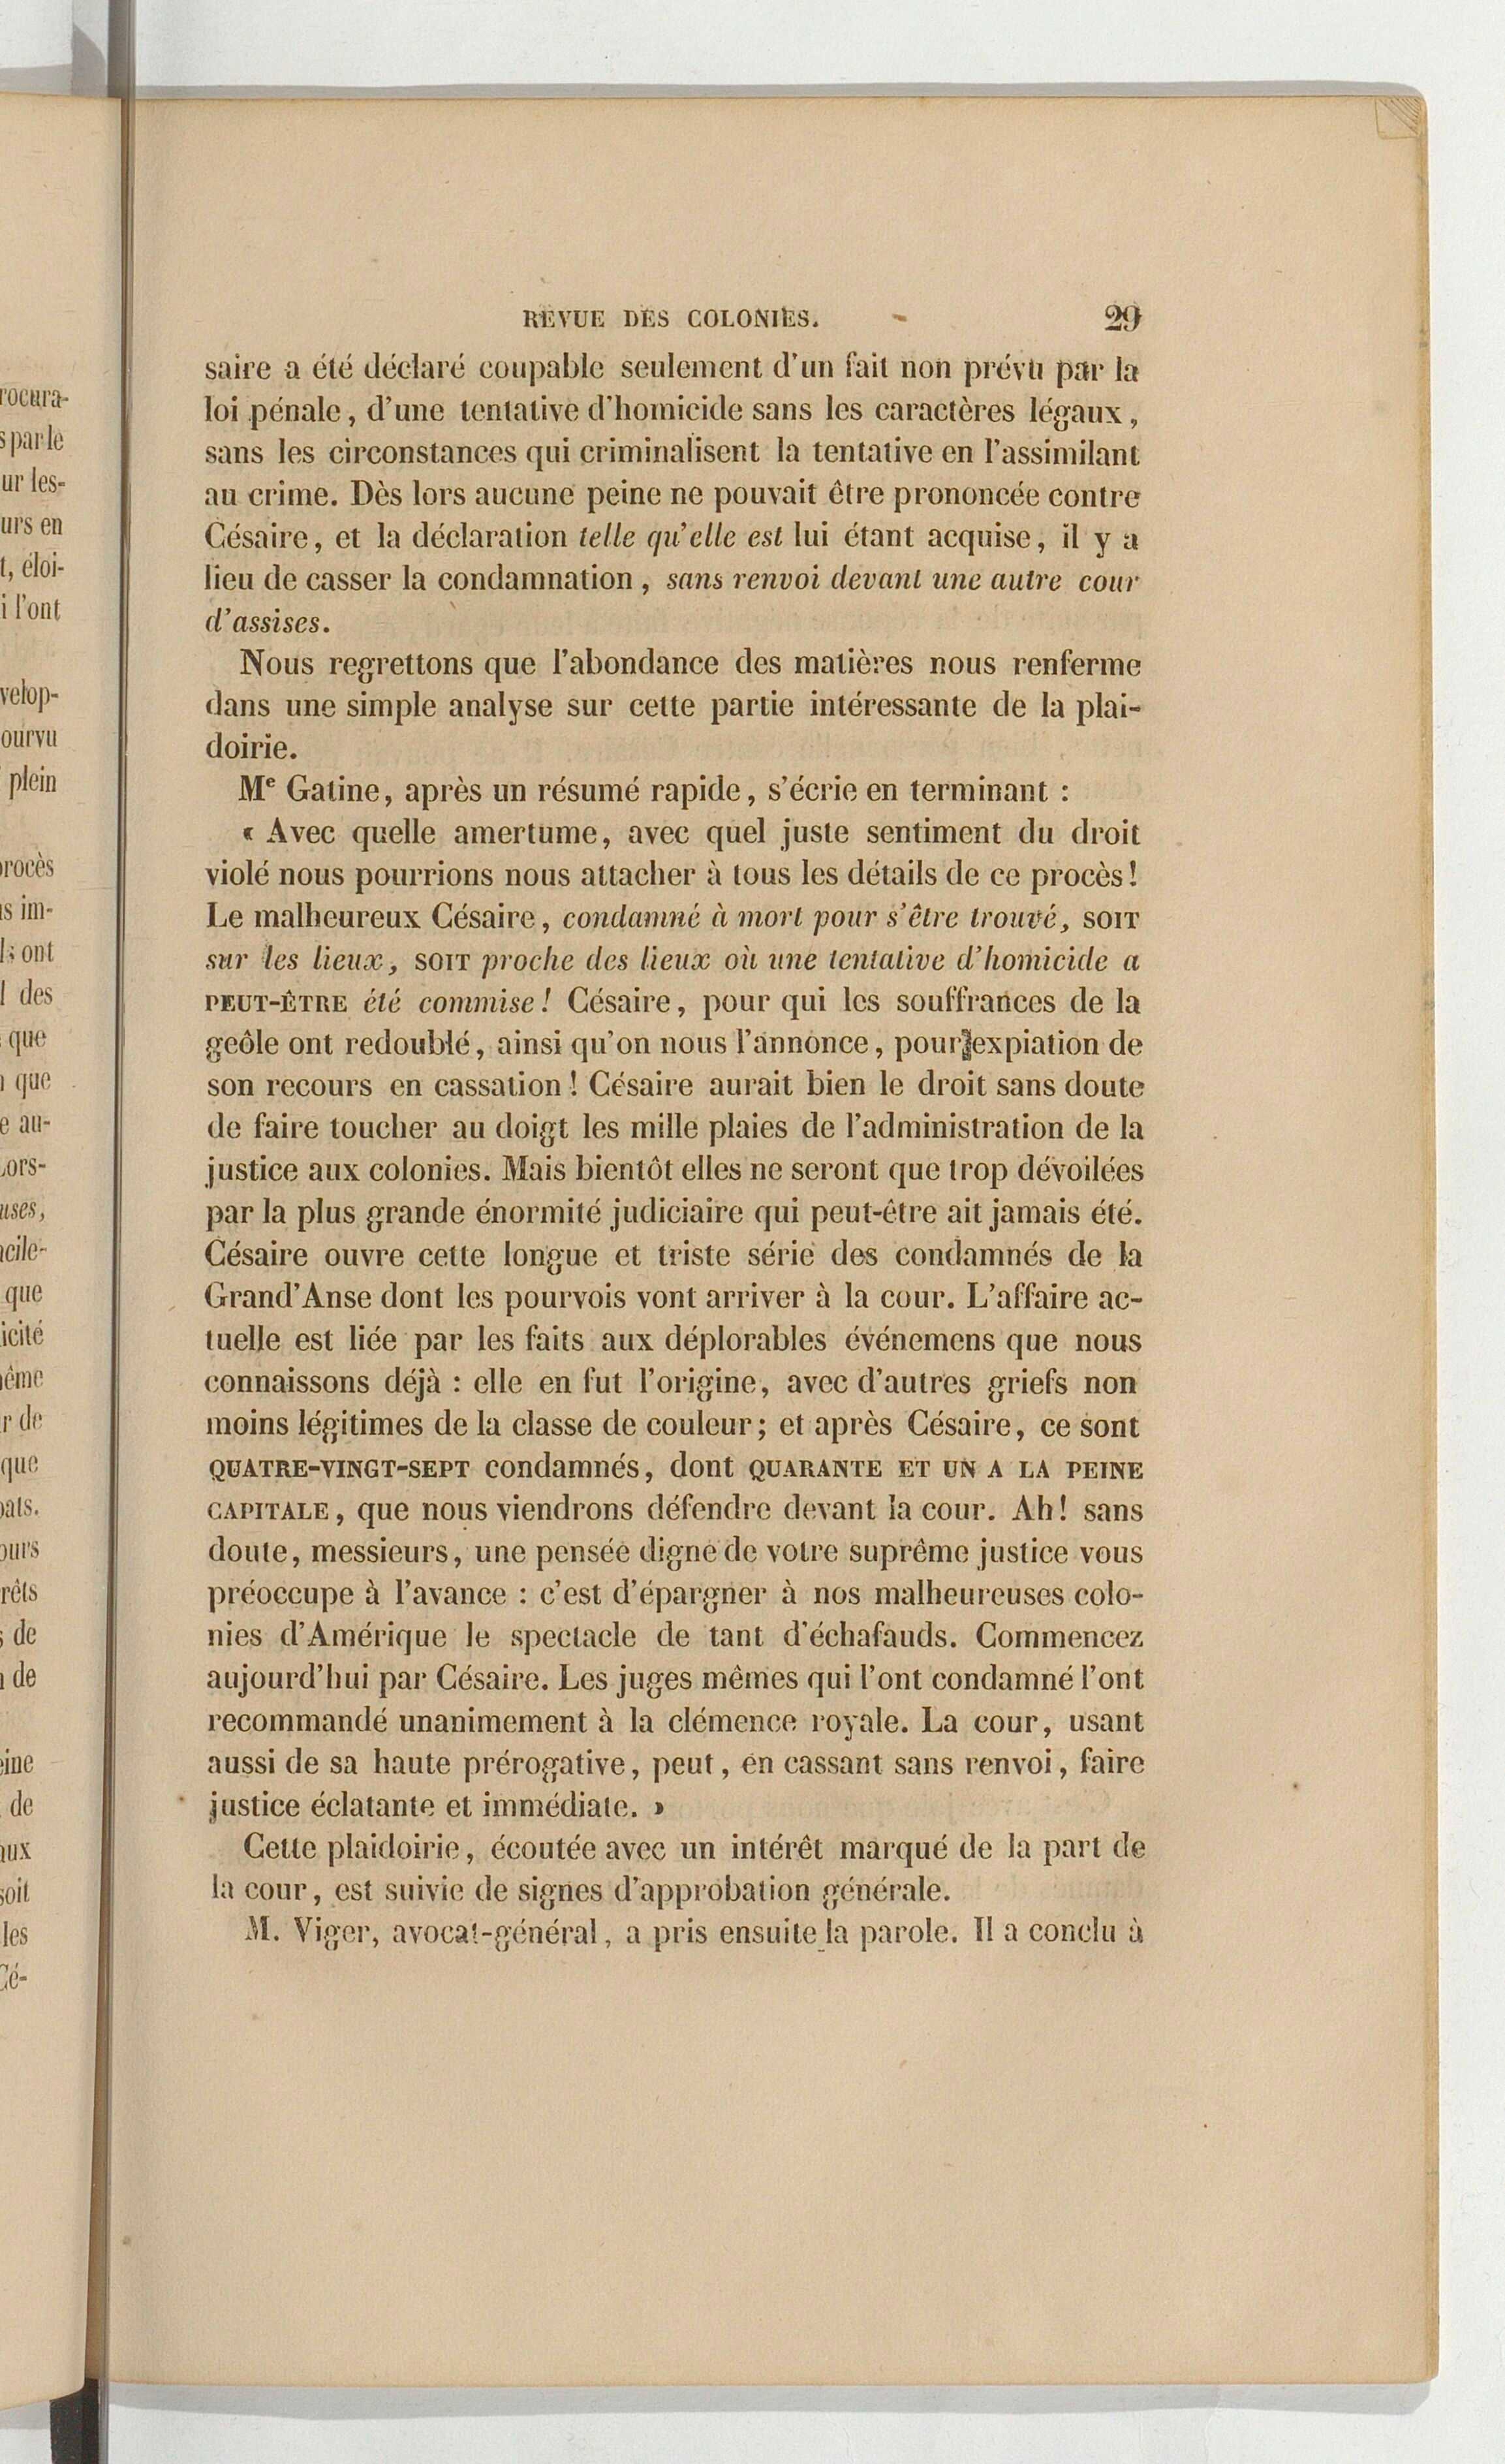 REVUE DES COLONIES. 29
saire a été déclaré coupable seulement d'un fait non prévu par la
loi pénale, d'une tentative d'homicide sans les caractères légaux,
sans les circonstances qui criminalisent la tentative en l'assimilant
au crime. Dès lors aucune peine ne pouvait être prononcée contre
Césaire, et la déclaration telle qu'elle est lui étant acquise, il y a
lieu de casser la condamnation, sans renvoi devant une autre cour
d'assises.
Nous regrettons que l'abondance des matières nous renferme
dans une simple analyse sur cette partie intéressante de la plai-
doirie.
Me Gatine, après un résumé rapide, s'écrie en terminant :
« Avec quelle amertume, avec quel juste sentiment du droit
violé nous pourrions nous attacher à tous les détails de ce procès!
Le malheureux Césaire, condamné à mort pour s'être trouvé, SOIT
sur les lieux, SOIT proche des lieux où une tentative d'homicide a
PEUT-ÊTRE été commise! Césaire, pour qui les souffrances de la
geôle ont redoublé, ainsi qu'on nous l'annonce, pour expiation de
son recours en cassation! Césaire aurait bien le droit sans doute
de faire toucher au doigt les mille plaies de l'administration de la
justice aux colonies. Mais bientôt elles ne seront que trop dévoilées
par la plus grande énormité judiciaire qui peut-être ait jamais été.
Césaire ouvre cette longue et triste série des condamnés de la
Grand'Anse dont les pourvois vont arriver à la cour. L'affaire ac-
tuelle est liée par les faits aux déplorables événemens que nous
connaissons déjà : elle en fut l'origine, avec d'autres griefs non
moins légitimes de la classe de couleur; et après Césaire, ce sont
QUATRE-VINGT-SEPT condamnés, dont QUARANTE ET UN A LA PEINE
CAPITALE, que nous viendrons défendre devant la cour. Ah! sans
doute, messieurs, une pensée digne de votre suprême justice vous
préoccupe à l'avance : c'est d'épargner à nos malheureuses colo-
nies d'Amérique le spectacle de tant d'échafauds. Commencez
aujourd'hui par Césaire. Les juges mêmes qui l'ont condamné l'ont
recommandé unanimement à la clémence royale. La cour, usant
aussi de sa haute prérogative, peut, en cassant sans renvoi, faire
justice éclatante et immédiate. »
Cette plaidoirie, écoutée avec un intérêt marqué de la part de
la cour, est suivie de signes d'approbation générale.
M. Viger, avocat-général, a pris ensuite la parole. Il a conclu à